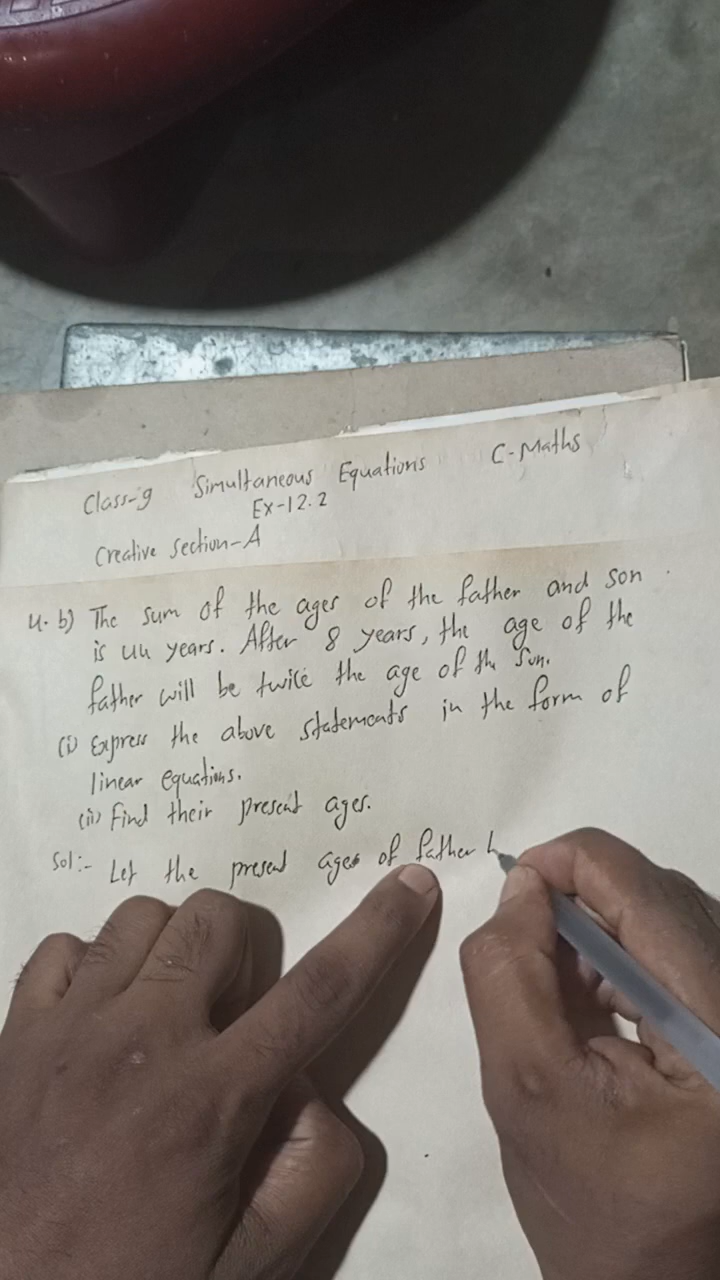 Class-9 Simultaneous Equations C-Maths
Ex-12.2
Creative Section-A
4. b) The sum of the ages of the father and son
is 44 years. After 8 years, the age of the
father will be twice the age of the Son.
(i) Express the above statements in the form of
linear equations.
(ii) Find their present ages.
Sol:- Let the present ages of father b